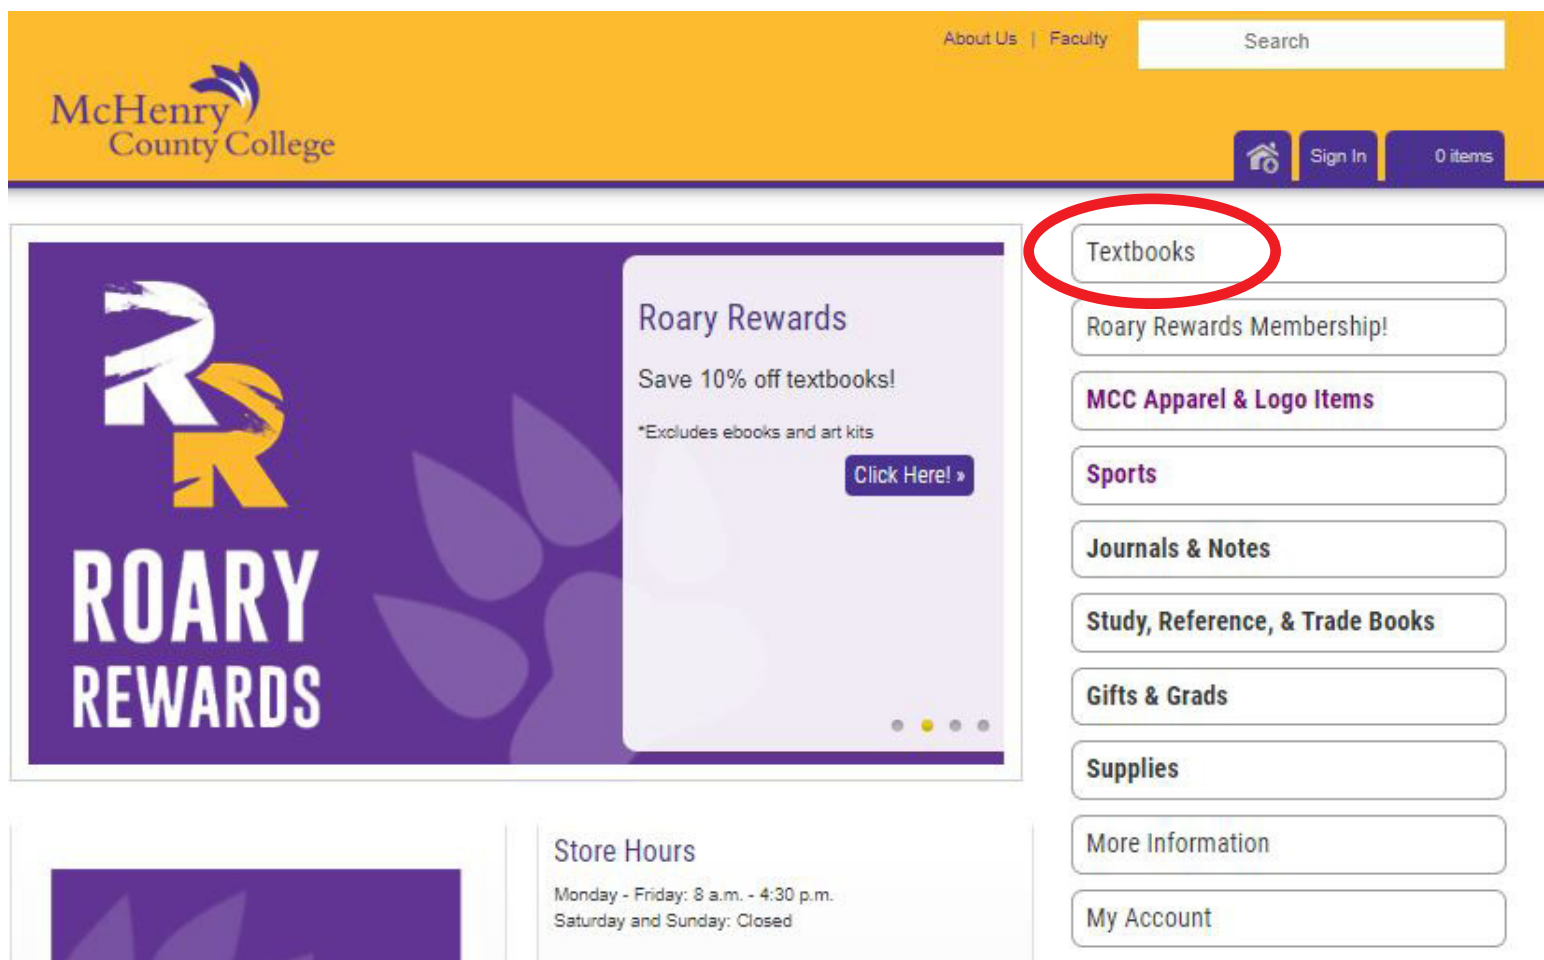 About Us | Faculty
Search
McHenry
County College
Sign In
0 items
RR
ROARY
REWARDS
Roary Rewards
Save 10% off textbooks!
*Excludes ebooks and art kits
Click Here! »
Textbooks
Roary Rewards Membership!
MCC Apparel & Logo Items
Sports
Journals & Notes
Study, Reference, & Trade Books
Gifts & Grads
Supplies
More Information
My Account
Store Hours
Monday - Friday: 8 a.m. - 4:30 p.m.
Saturday and Sunday: Closed